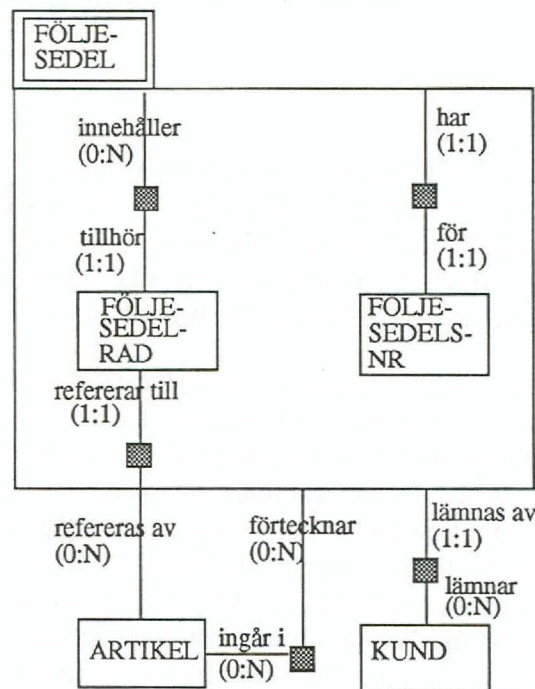 FÖLJE-
SEDEL
innehåller
(0:N)
har
(1:1)
tillhör
(1:1)
för
(1:1)
FÖLJE-
SEDEL-
RAD
FÖLJE-
SEDELS-
NR
refererar till
(1:1)
refereras av
(0:N)
förtecknar
(0:N)
lämnas av
(1:1)
lämnar
(0:N)
ARTIKEL
ingår i
(0:N)
KUND